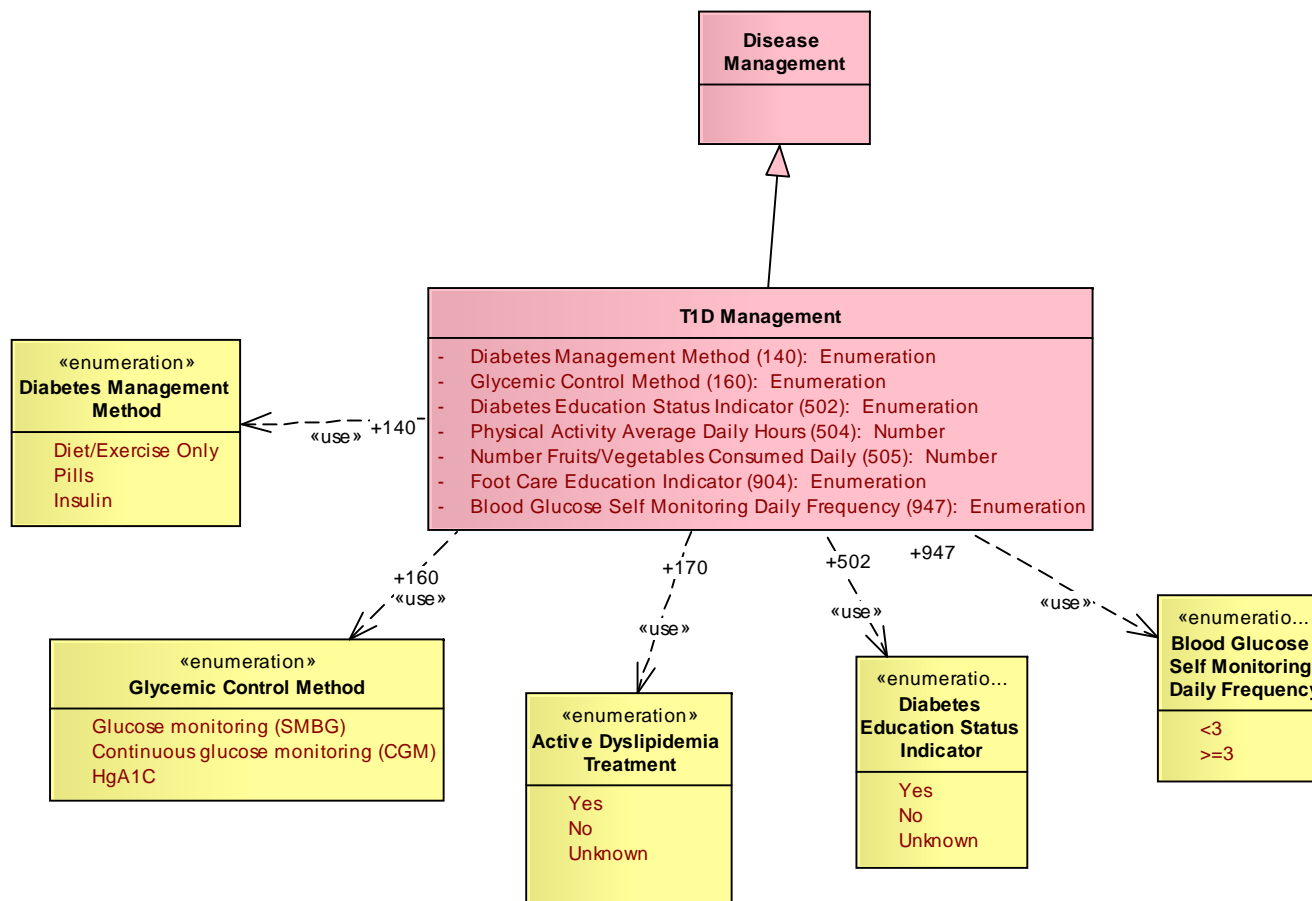 Disease
Management
T1D Management
- Diabetes Management Method (140): Enumeration
- Glycemic Control Method (160): Enumeration
- Diabetes Education Status Indicator (502): Enumeration
- Physical Activity Average Daily Hours (504): Number
- Number Fruits/Vegetables Consumed Daily (505): Number
- Foot Care Education Indicator (904): Enumeration
- Blood Glucose Self Monitoring Daily Frequency (947): Enumeration
«enumeration»
Diabetes Management
Method
Diet/Exercise Only
Pills
Insulin
+140
«use»
+160
«use»
+170
«use»
+502
«use»
+947
«use»
«enumeration»
Glycemic Control Method
Glucose monitoring (SMBG)
Continuous glucose monitoring (CGM)
HgA1C
«enumeration»
Active Dyslipidemia
Treatment
Yes
No
Unknown
«enumeratio...
Diabetes
Education Status
Indicator
Yes
No
Unknown
«enumeratio...
Blood Glucose
Self Monitoring
Daily Frequency
<3
>=3